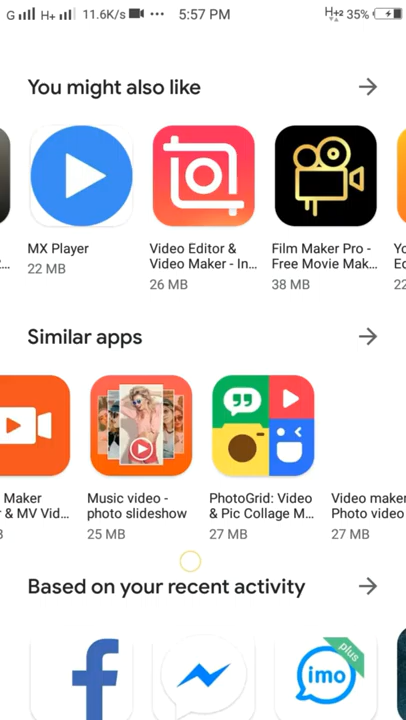 G H+ 11.6K/s ••• 5:57 PM H+2 35%
You might also like
MX Player
22 MB
Video Editor &
Video Maker - In...
26 MB
Film Maker Pro -
Free Movie Mak...
38 MB
22
Similar apps
Maker
r & MV Vid...
Music video -
photo slideshow
25 MB
PhotoGrid: Video
& Pic Collage M...
27 MB
Video maker
Photo video
27 MB
Based on your recent activity
f
imo
plus